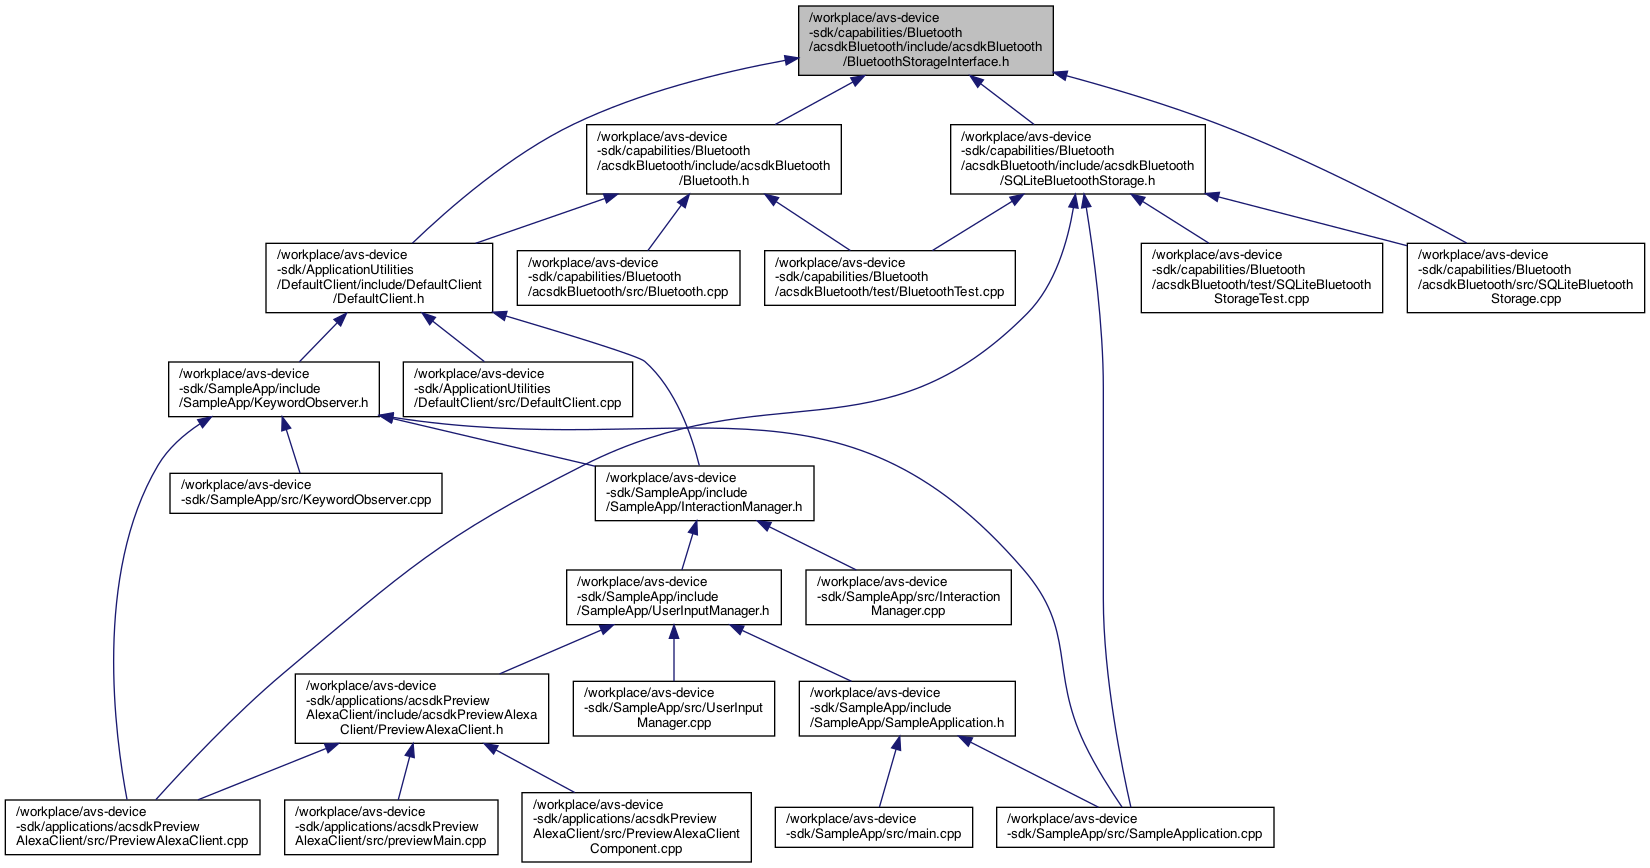 /workplace/avs-device
-sdk/capabilities/Bluetooth
/acsdkBluetooth/include/acsdkBluetooth
/BluetoothStorageInterface.h
/workplace/avs-device
-sdk/capabilities/Bluetooth
/acsdkBluetooth/include/acsdkBluetooth
/Bluetooth.h
/workplace/avs-device
-sdk/capabilities/Bluetooth
/acsdkBluetooth/include/acsdkBluetooth
/SQLiteBluetoothStorage.h
/workplace/avs-device
-sdk/ApplicationUtilities
/DefaultClient/include/DefaultClient
/DefaultClient.h
/workplace/avs-device
-sdk/capabilities/Bluetooth
/acsdkBluetooth/src/Bluetooth.cpp
/workplace/avs-device
-sdk/capabilities/Bluetooth
/acsdkBluetooth/test/BluetoothTest.cpp
/workplace/avs-device
-sdk/capabilities/Bluetooth
/acsdkBluetooth/test/SQLiteBluetooth
StorageTest.cpp
/workplace/avs-device
-sdk/capabilities/Bluetooth
/acsdkBluetooth/src/SQLiteBluetooth
Storage.cpp
/workplace/avs-device
-sdk/SampleApp/include
/SampleApp/KeywordObserver.h
/workplace/avs-device
-sdk/ApplicationUtilities
/DefaultClient/src/DefaultClient.cpp
/workplace/avs-device
-sdk/SampleApp/src/KeywordObserver.cpp
/workplace/avs-device
-sdk/SampleApp/include
/SampleApp/InteractionManager.h
/workplace/avs-device
-sdk/SampleApp/include
/SampleApp/UserInputManager.h
/workplace/avs-device
-sdk/SampleApp/src/Interaction
Manager.cpp
/workplace/avs-device
-sdk/applications/acsdkPreview
AlexaClient/include/acsdkPreviewAlexa
Client/PreviewAlexaClient.h
/workplace/avs-device
-sdk/SampleApp/src/UserInput
Manager.cpp
/workplace/avs-device
-sdk/SampleApp/include
/SampleApp/SampleApplication.h
/workplace/avs-device
-sdk/applications/acsdkPreview
AlexaClient/src/PreviewAlexaClient.cpp
/workplace/avs-device
-sdk/applications/acsdkPreview
AlexaClient/src/previewMain.cpp
/workplace/avs-device
-sdk/applications/acsdkPreview
AlexaClient/src/PreviewAlexaClient
Component.cpp
/workplace/avs-device
-sdk/SampleApp/src/main.cpp
/workplace/avs-device
-sdk/SampleApp/src/SampleApplication.cpp